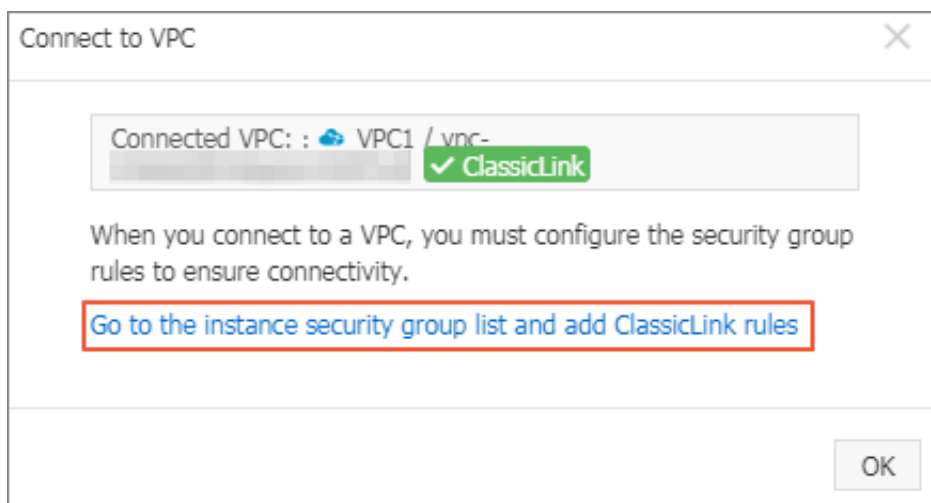 Connect to VPC
Connected VPC: : VPC1 / vpc-
ClassicLink
When you connect to a VPC, you must configure the security group
rules to ensure connectivity.
Go to the instance security group list and add ClassicLink rules
OK